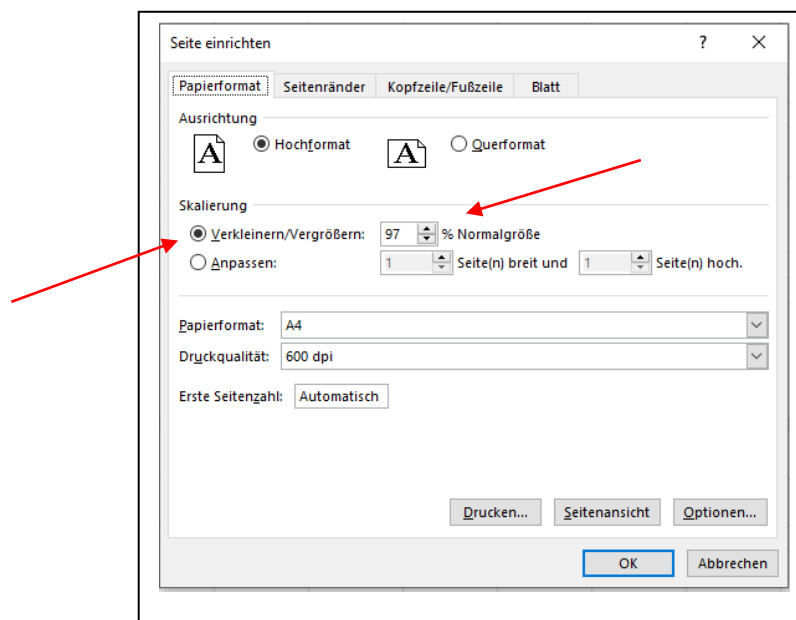 Seite einrichten ? ×
Papierformat Seitenränder Kopfzeile/Fußzeile Blatt
Ausrichtung
A Hochformat A Querformat
Skalierung
Verkleinern/Vergrößern: 97 % Normalgröße
Anpassen: 1 Seite(n) breit und 1 Seite(n) hoch.
Papierformat: A4
Druckqualität: 600 dpi
Erste Seitenzahl: Automatisch
Drucken... Seitenansicht Optionen...
OK Abbrechen